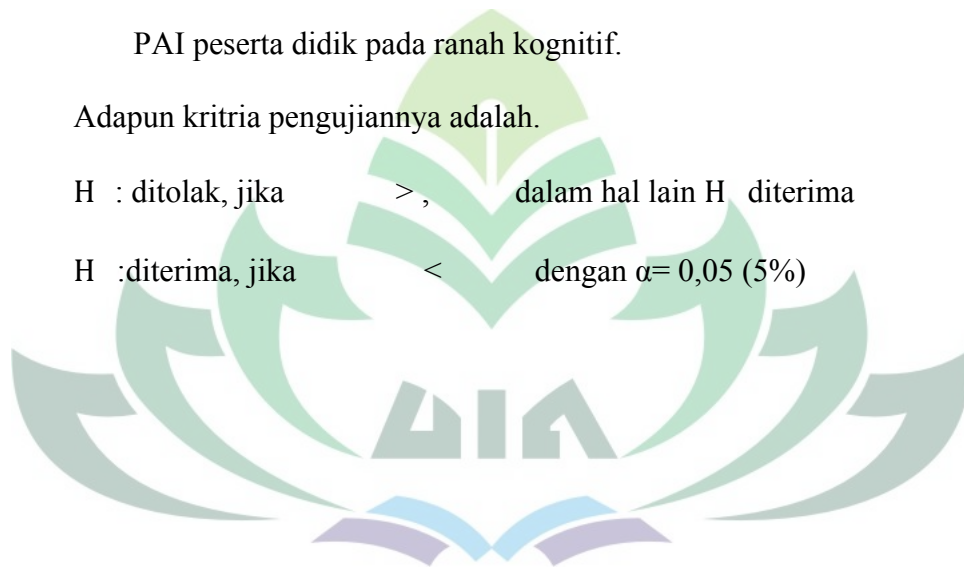 PAI peserta didik pada ranah kognitif.
Adapun kritria pengujiannya adalah.
H : ditolak, jika > , dalam hal lain H diterima
H :diterima, jika < dengan α= 0,05 (5%)
UIN